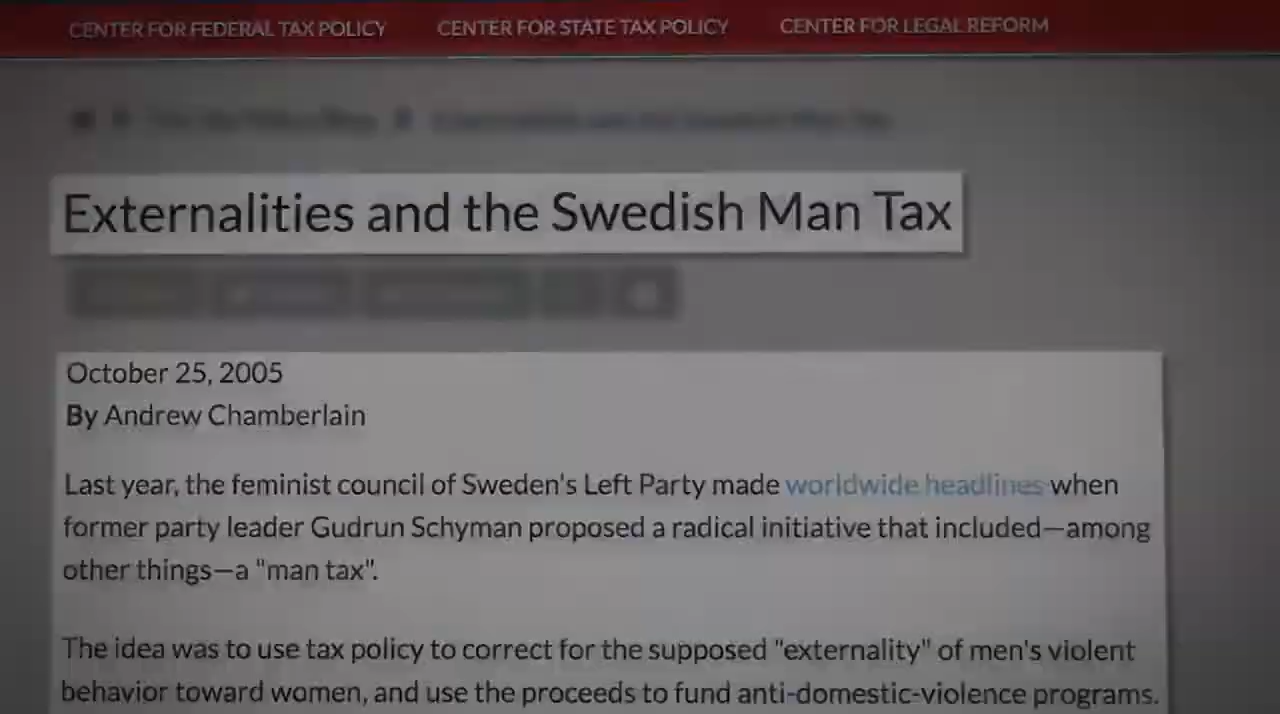 CENTER FOR FEDERAL TAX POLICY CENTER FOR STATE TAX POLICY CENTER FOR LEGAL REFORM
Externalities and the Swedish Man Tax
October 25, 2005
By Andrew Chamberlain
Last year, the feminist council of Sweden's Left Party made worldwide headlines when
former party leader Gudrun Schyman proposed a radical initiative that included—among
other things—a "man tax".
The idea was to use tax policy to correct for the supposed "externality" of men's violent
behavior toward women, and use the proceeds to fund anti-domestic-violence programs.